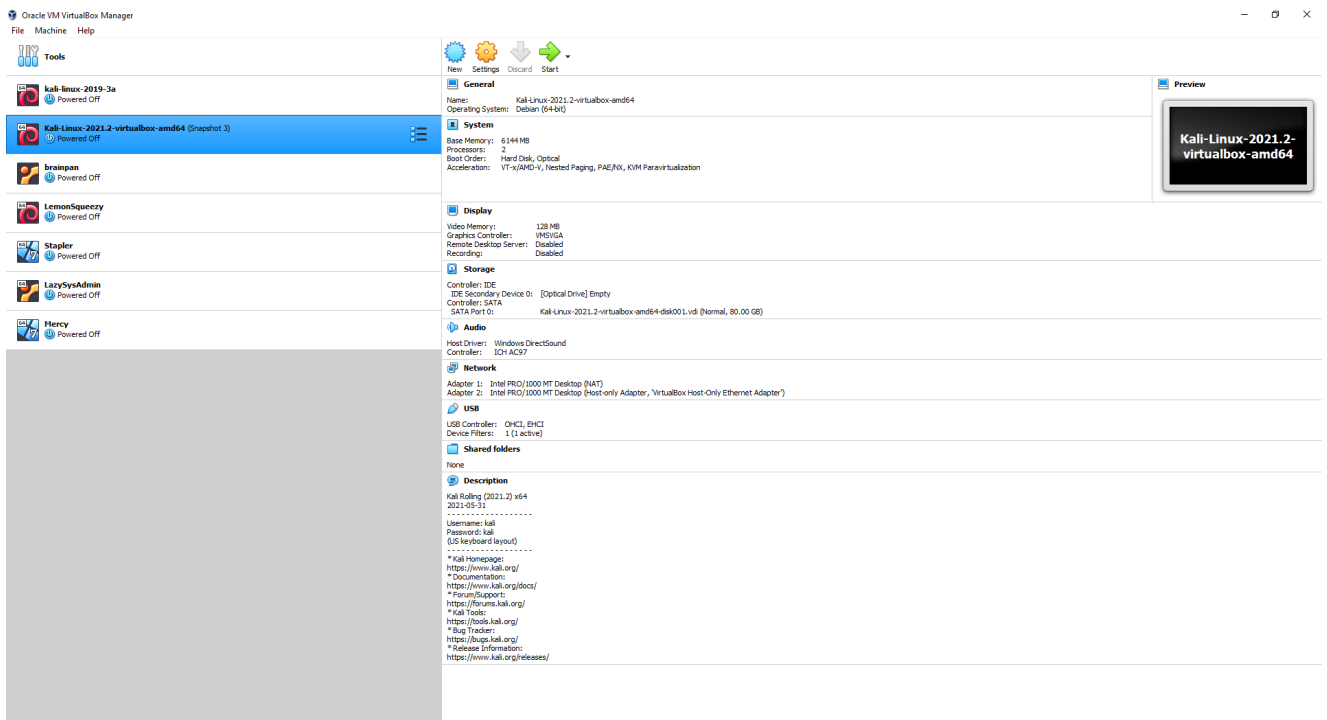 Oracle VM VirtualBox Manager
File Machine Help
Tools
kali-linux-2019-3a
Powered Off
Kali-Linux-2021.2-virtualbox-amd64 (Snapshot 3)
Powered Off
brainpan
Powered Off
LemonSqueezy
Powered Off
Stapler
Powered Off
LazySysAdmin
Powered Off
Mercy
Powered Off
New Settings Discard Start
General
Name: Kali-Linux-2021.2-virtualbox-amd64
Operating System: Debian (64-bit)
Preview
Kali-Linux-2021.2-
virtualbox-amd64
System
Base Memory: 6144 MB
Processors: 2
Boot Order: Hard Disk, Optical
Acceleration: VT-x/AMD-V, Nested Paging, PAE/NX, KVM Paravirtualization
Display
Video Memory: 128 MB
Graphics Controller: VMSVGA
Remote Desktop Server: Disabled
Recording: Disabled
Storage
Controller: IDE
IDE Secondary Device 0: [Optical Drive] Empty
Controller: SATA
SATA Port 0: Kali-Linux-2021.2-virtualbox-amd64-disk001.vdi (Normal, 80.00 GB)
Audio
Host Driver: Windows DirectSound
Controller: ICH AC97
Network
Adapter 1: Intel PRO/1000 MT Desktop (NAT)
Adapter 2: Intel PRO/1000 MT Desktop (Host-only Adapter, 'VirtualBox Host-Only Ethernet Adapter')
USB
USB Controller: OHCI, EHCI
Device Filters: 1 (1 active)
Shared folders
None
Description
Kali Rolling (2021.2) x64
2021-05-31
- - - - - - - - - - - - - - - - - -
Username: kali
Password: kali
(US keyboard layout)
- - - - - - - - - - - - - - - - - -
* Kali Homepage:
https://www.kali.org/
* Documentation:
https://www.kali.org/docs/
* Forum/Support:
https://forums.kali.org/
* Kali Tools:
https://tools.kali.org/
* Bug Tracker:
https://bugs.kali.org/
* Release Information:
https://www.kali.org/releases/